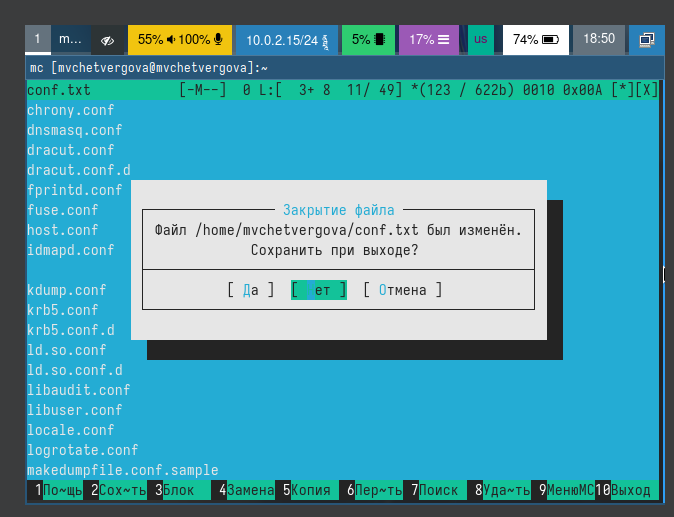 1 m... 55% 100% 10.0.2.15/24 5% 17% us 74% 18:50
mc [mvchetvergova@mvchetvergova]:~
conf.txt [-M--] 0 L:[ 3+ 8 11/ 49] *(123 / 622b) 0010 0x00A [*][X]
chrony.conf
dnsmasq.conf
dracut.conf
dracut.conf.d
fprintd.conf
fuse.conf
host.conf
idmapd.conf
Закрытие файла
Файл /home/mvchetvergova/conf.txt был изменён.
Сохранить при выходе?
[ Да ] [ Нет ] [ Отмена ]
kdump.conf
krb5.conf
krb5.conf.d
ld.so.conf
ld.so.conf.d
libaudit.conf
libuser.conf
locale.conf
logrotate.conf
makedumpfile.conf.sample
1По~щь 2Сох~ть 3Блок 4Замена 5Копия 6Пер~ть 7Поиск 8Уда~ть 9МенюMC 10Выход